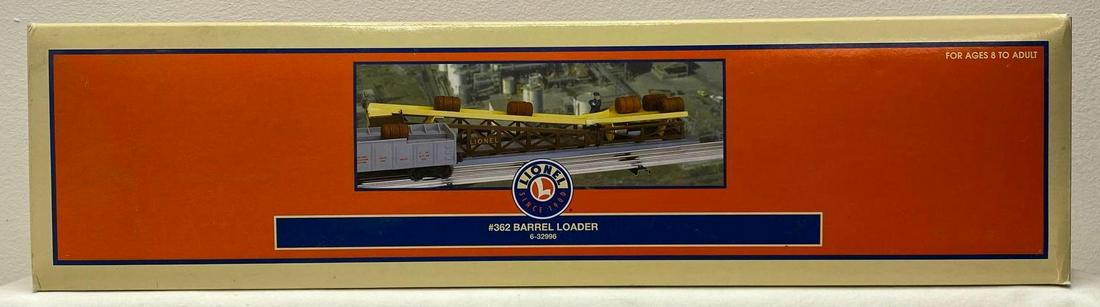 FOR AGES 8 TO ADULT
LIONEL
LIONEL
L
SINCE 1900
#362 BARREL LOADER
6-32996